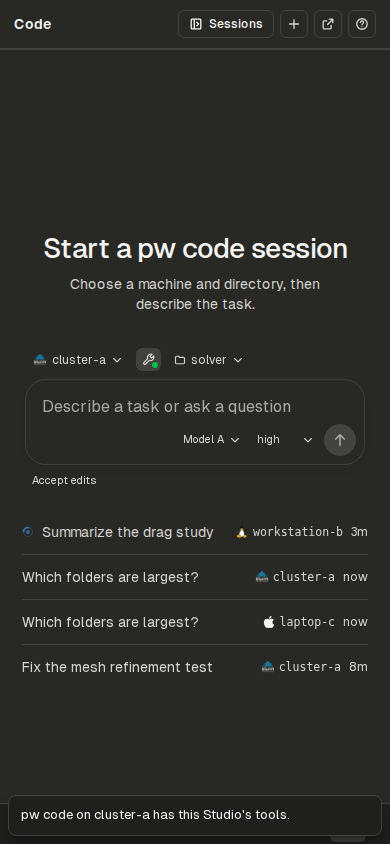 Code
Sessions
Start a pw code session
Choose a machine and directory, then
describe the task.
cluster-a
solver
Describe a task or ask a question
Model A
high
Accept edits
Summarize the drag study workstation-b 3m
Which folders are largest? cluster-a now
Which folders are largest? laptop-c now
Fix the mesh refinement test cluster-a 8m
pw code on cluster-a has this Studio's tools.